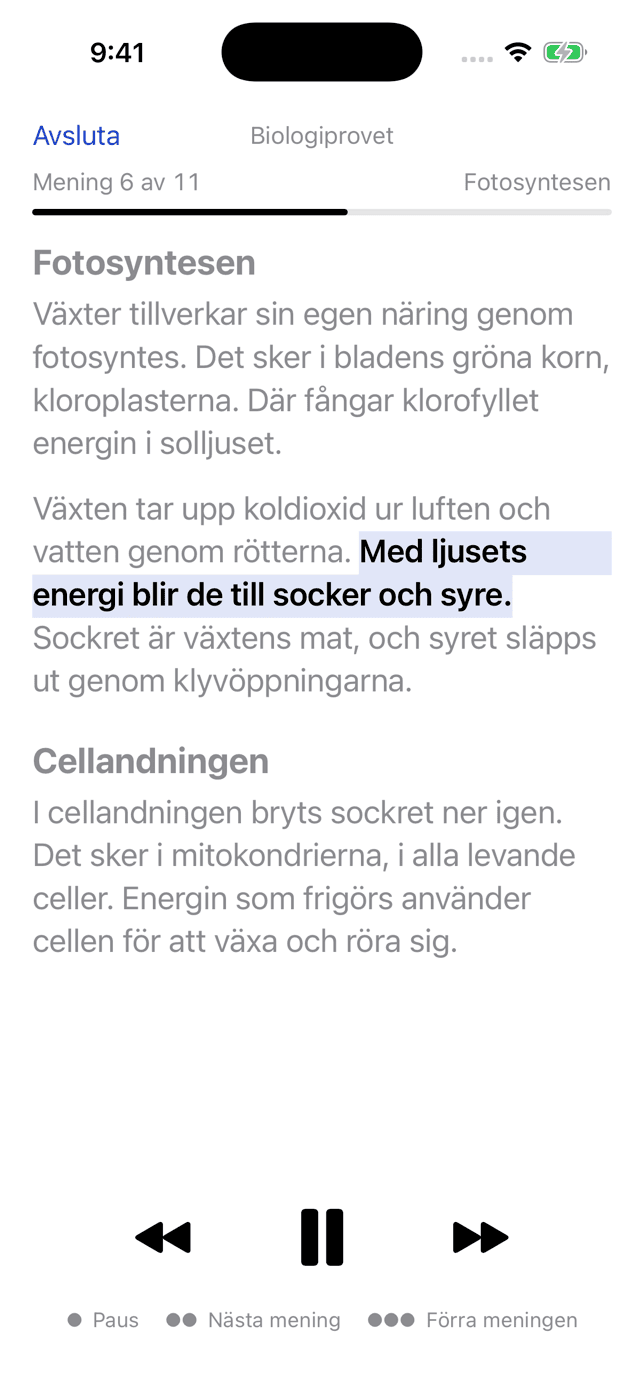 9:41
Avsluta
Biologiprovet
Mening 6 av 11
Fotosyntesen
Fotosyntesen
Växter tillverkar sin egen näring genom
fotosyntes. Det sker i bladens gröna korn,
kloroplasterna. Där fångar klorofyllet
energin i solljuset.
Växten tar upp koldioxid ur luften och
vatten genom rötterna. Med ljusets
energi blir de till socker och syre.
Sockret är växtens mat, och syret släpps
ut genom klyvöppningarna.
Cellandningen
I cellandningen bryts sockret ner igen.
Det sker i mitokondrierna, i alla levande
celler. Energin som frigörs använder
cellen för att växa och röra sig.
Paus
Nästa mening
Förra meningen